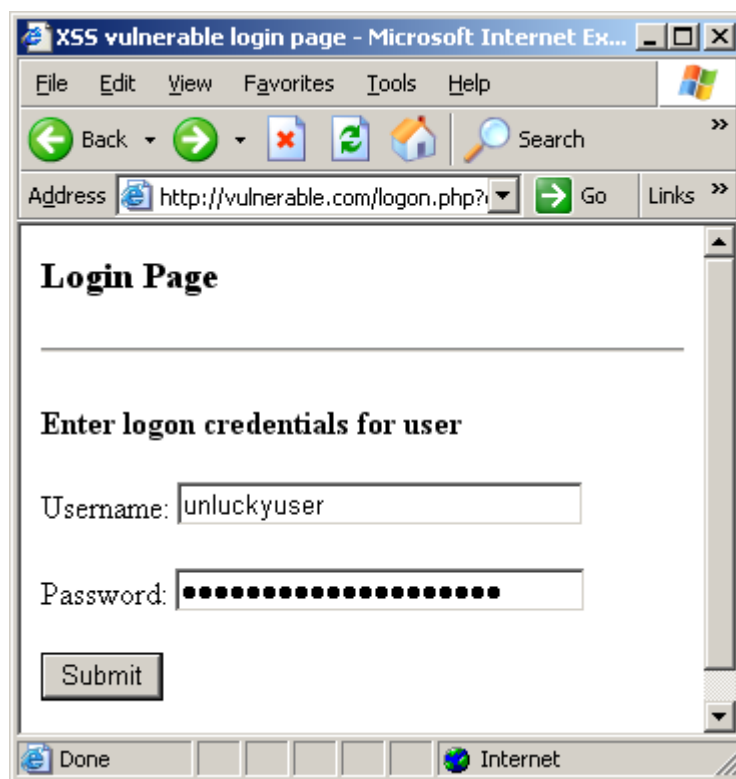 XSS vulnerable login page - Microsoft Internet Ex...
File Edit View Favorites Tools Help
Back Search »
Address http://vulnerable.com/logon.php? Go Links »
Login Page
Enter logon credentials for user
Username: unluckyuser
Password: ••••••••••••••••••••
Submit
Done Internet